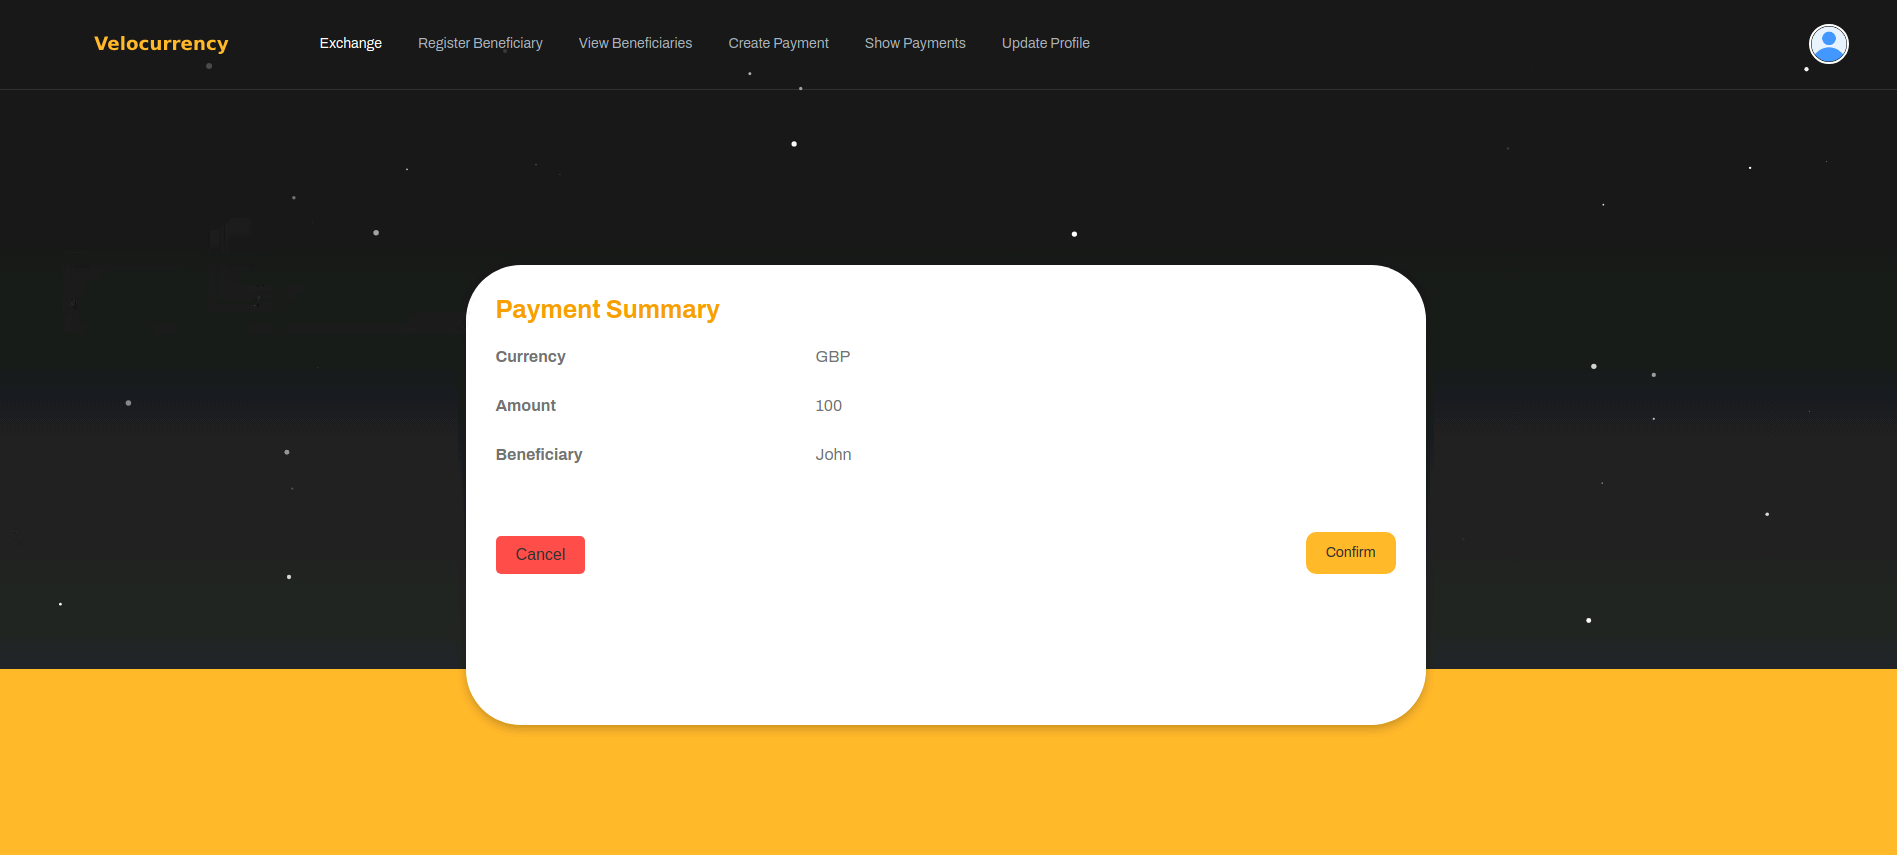 Velocurrency Exchange Register Beneficiary View Beneficiaries Create Payment Show Payments Update Profile
Payment Summary
Currency GBP
Amount 100
Beneficiary John
Cancel Confirm